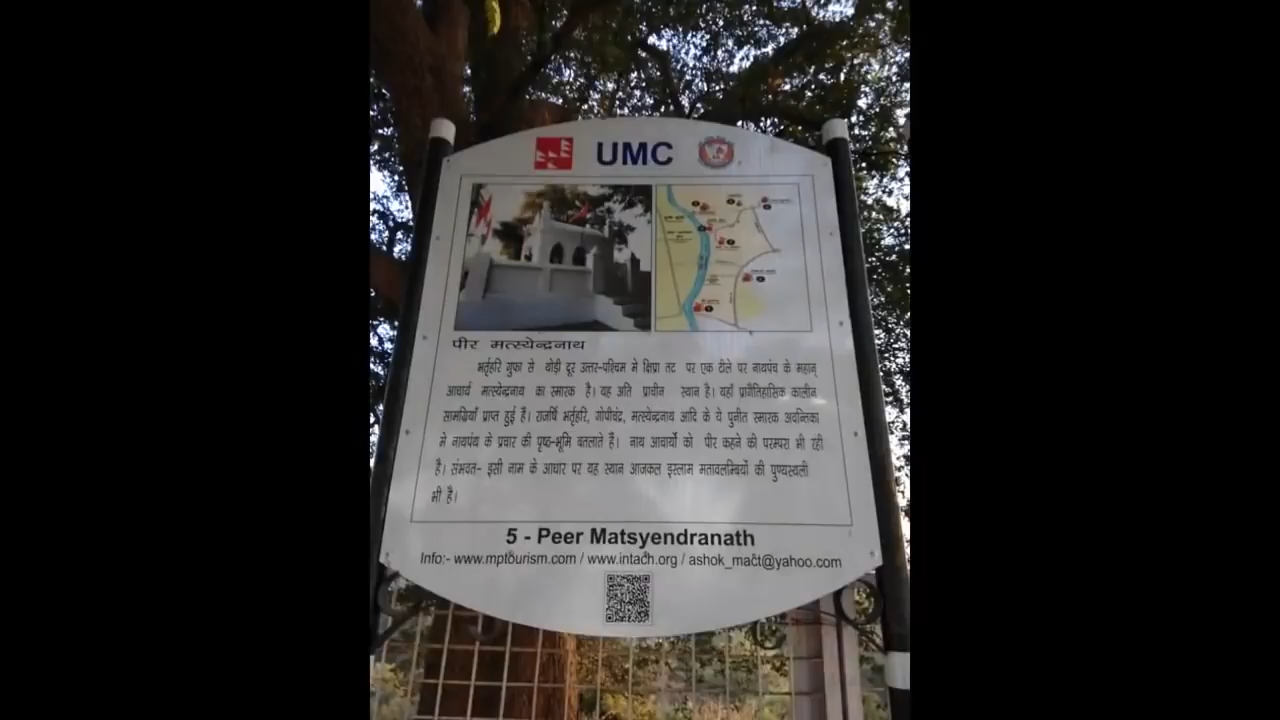 UMC
पीर मत्स्येन्द्रनाथ
भर्तृहरि गुफा से थोड़ी दूर उत्तर-पश्चिम मे क्षिप्रा तट पर एक टीले पर नाथपंथ के महान्
आचार्य मत्स्येन्द्रनाथ का स्मारक है। यह अति प्राचीन स्थान है। यहाँ प्रागैतिहासिक कालीन
सामग्रियाँ प्राप्त हुई हैं। राजर्षि भर्तृहरि, गोपीचंद्र, मत्स्येन्द्रनाथ आदि के ये पुनीत स्मारक अवन्तिका
मे नाथपंथ के प्रचार की पृष्ठ-भूमि बतलाते है। नाथ आचार्यो को पीर कहने की परम्परा भी रही
है। संभवत- इसी नाम के आधार पर यह स्थान आजकल इस्लाम मतावलम्बियों की पुण्यस्थली
भी है।
5 - Peer Matsyendranath
Info:- www.mptourism.com / www.intach.org / ashok_mact@yahoo.com